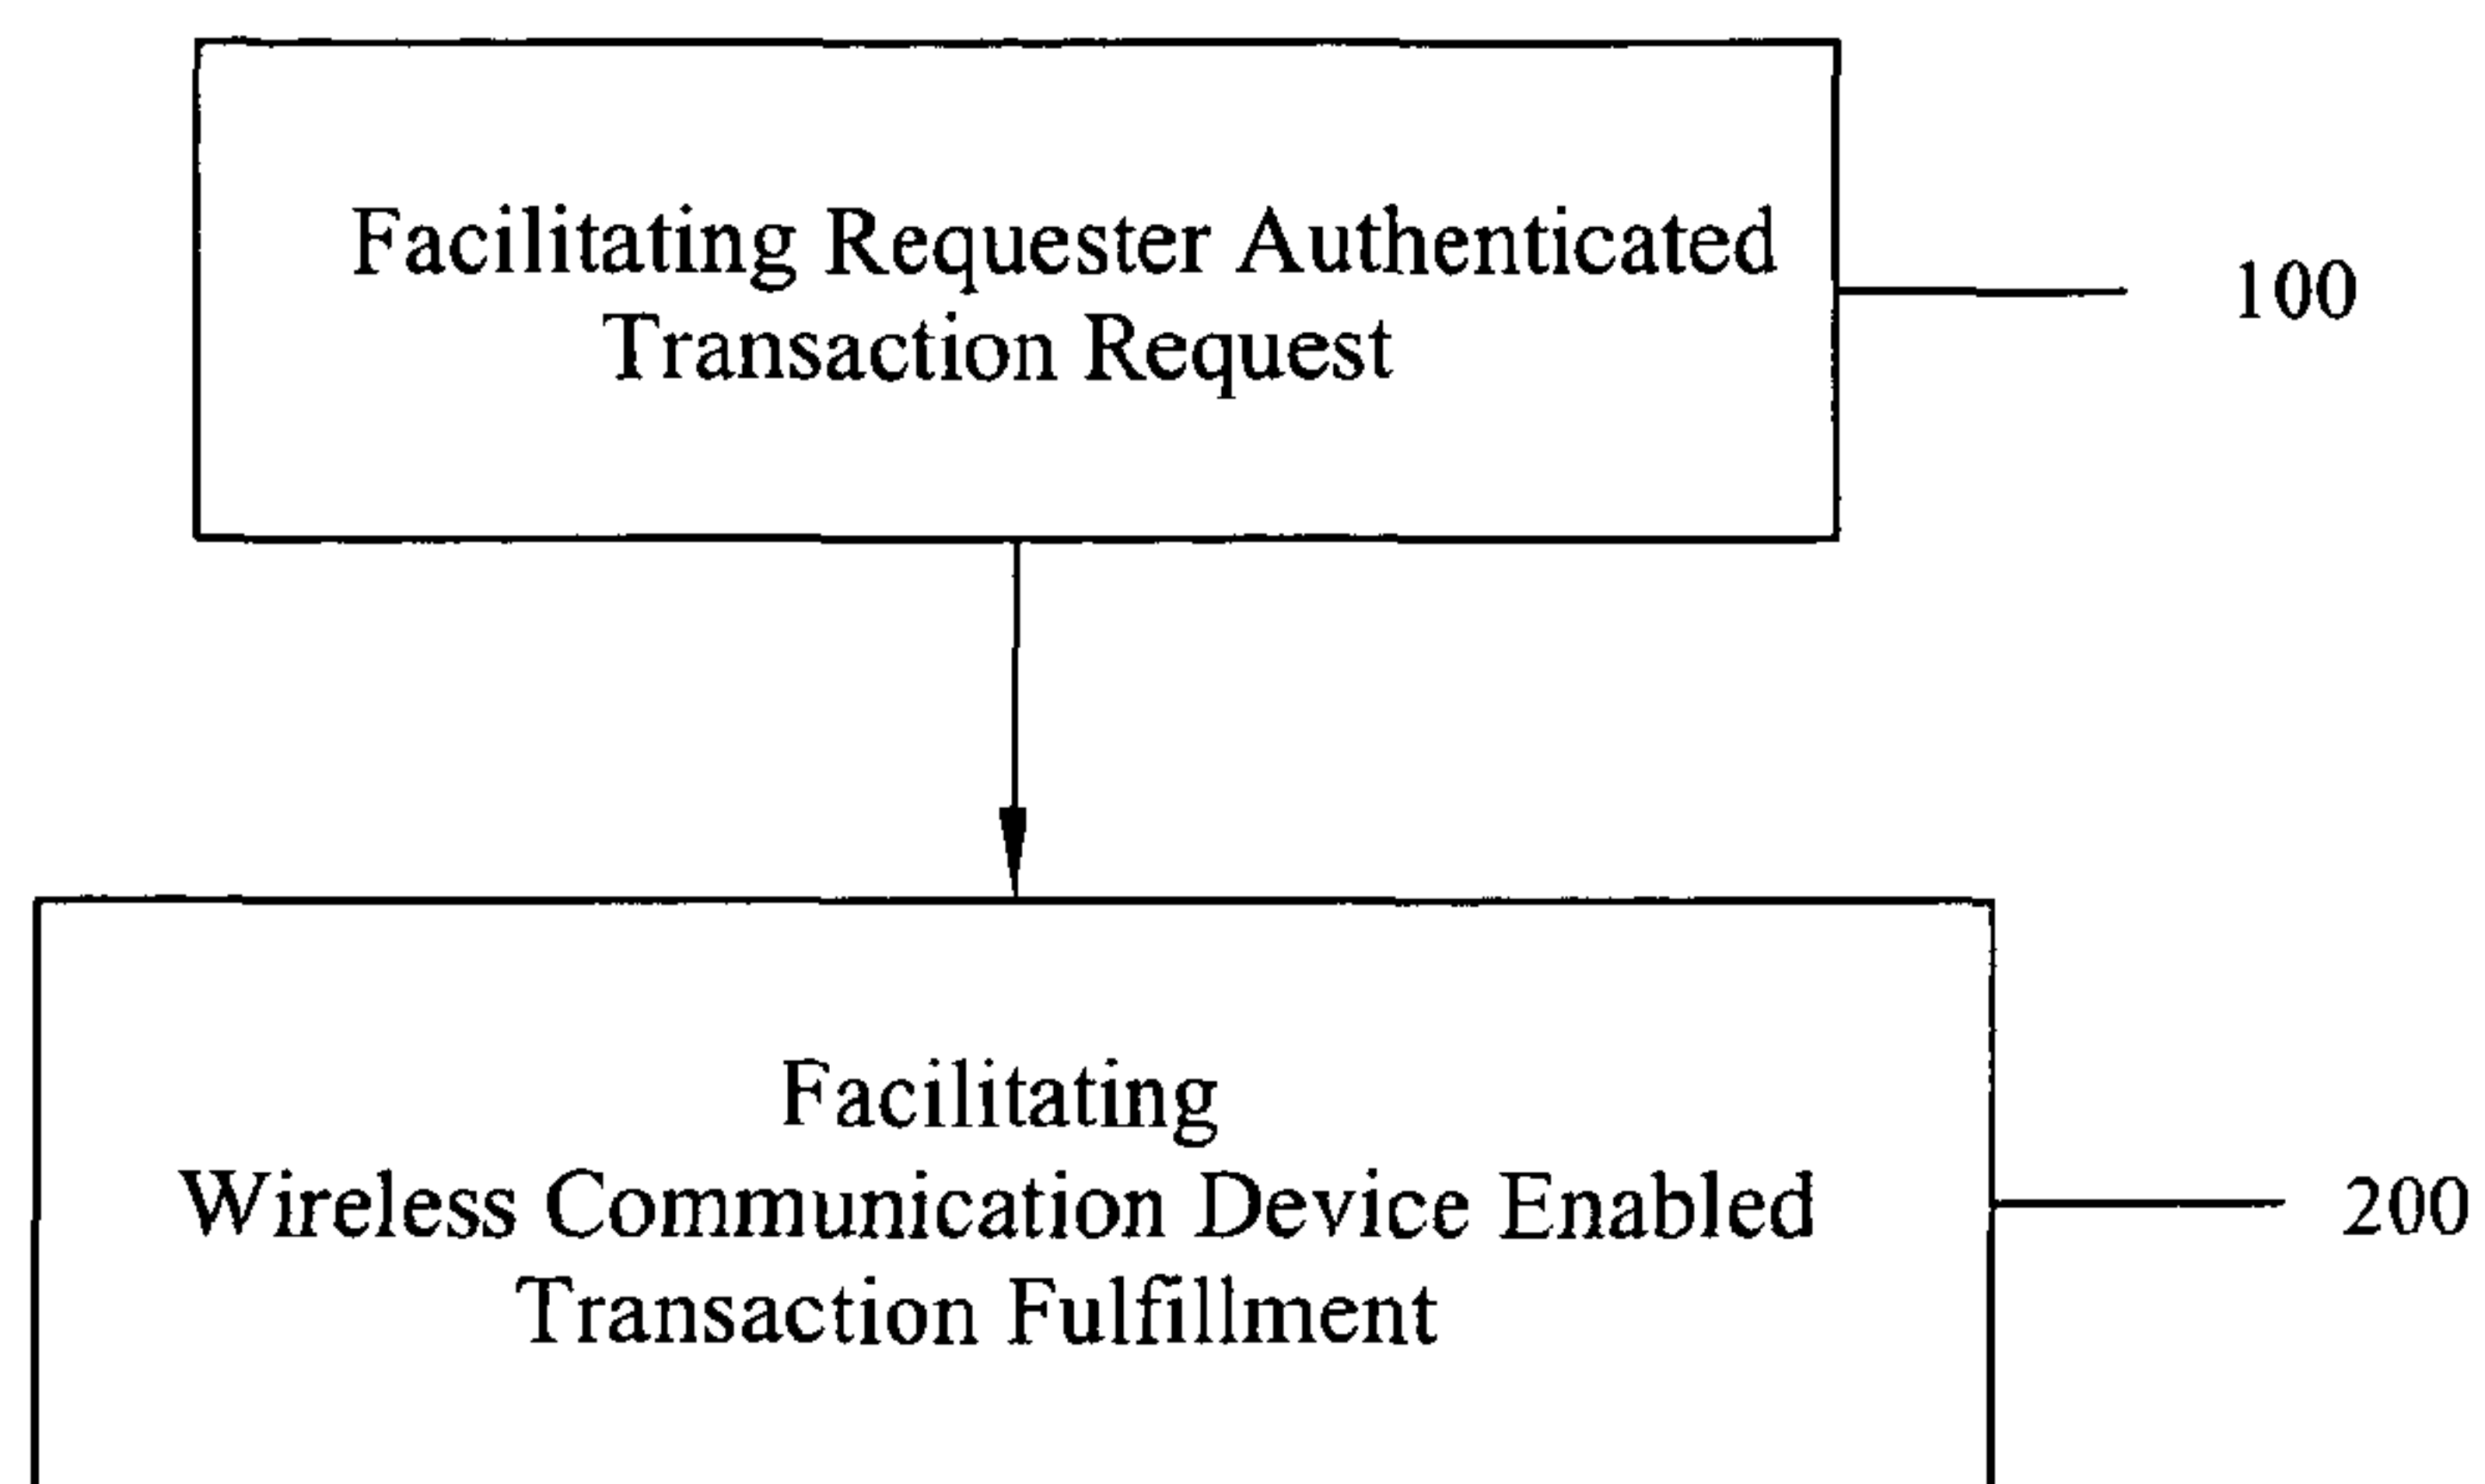 Facilitating Requester Authenticated
Transaction Request
100
Facilitating
Wireless Communication Device Enabled
Transaction Fulfillment
200